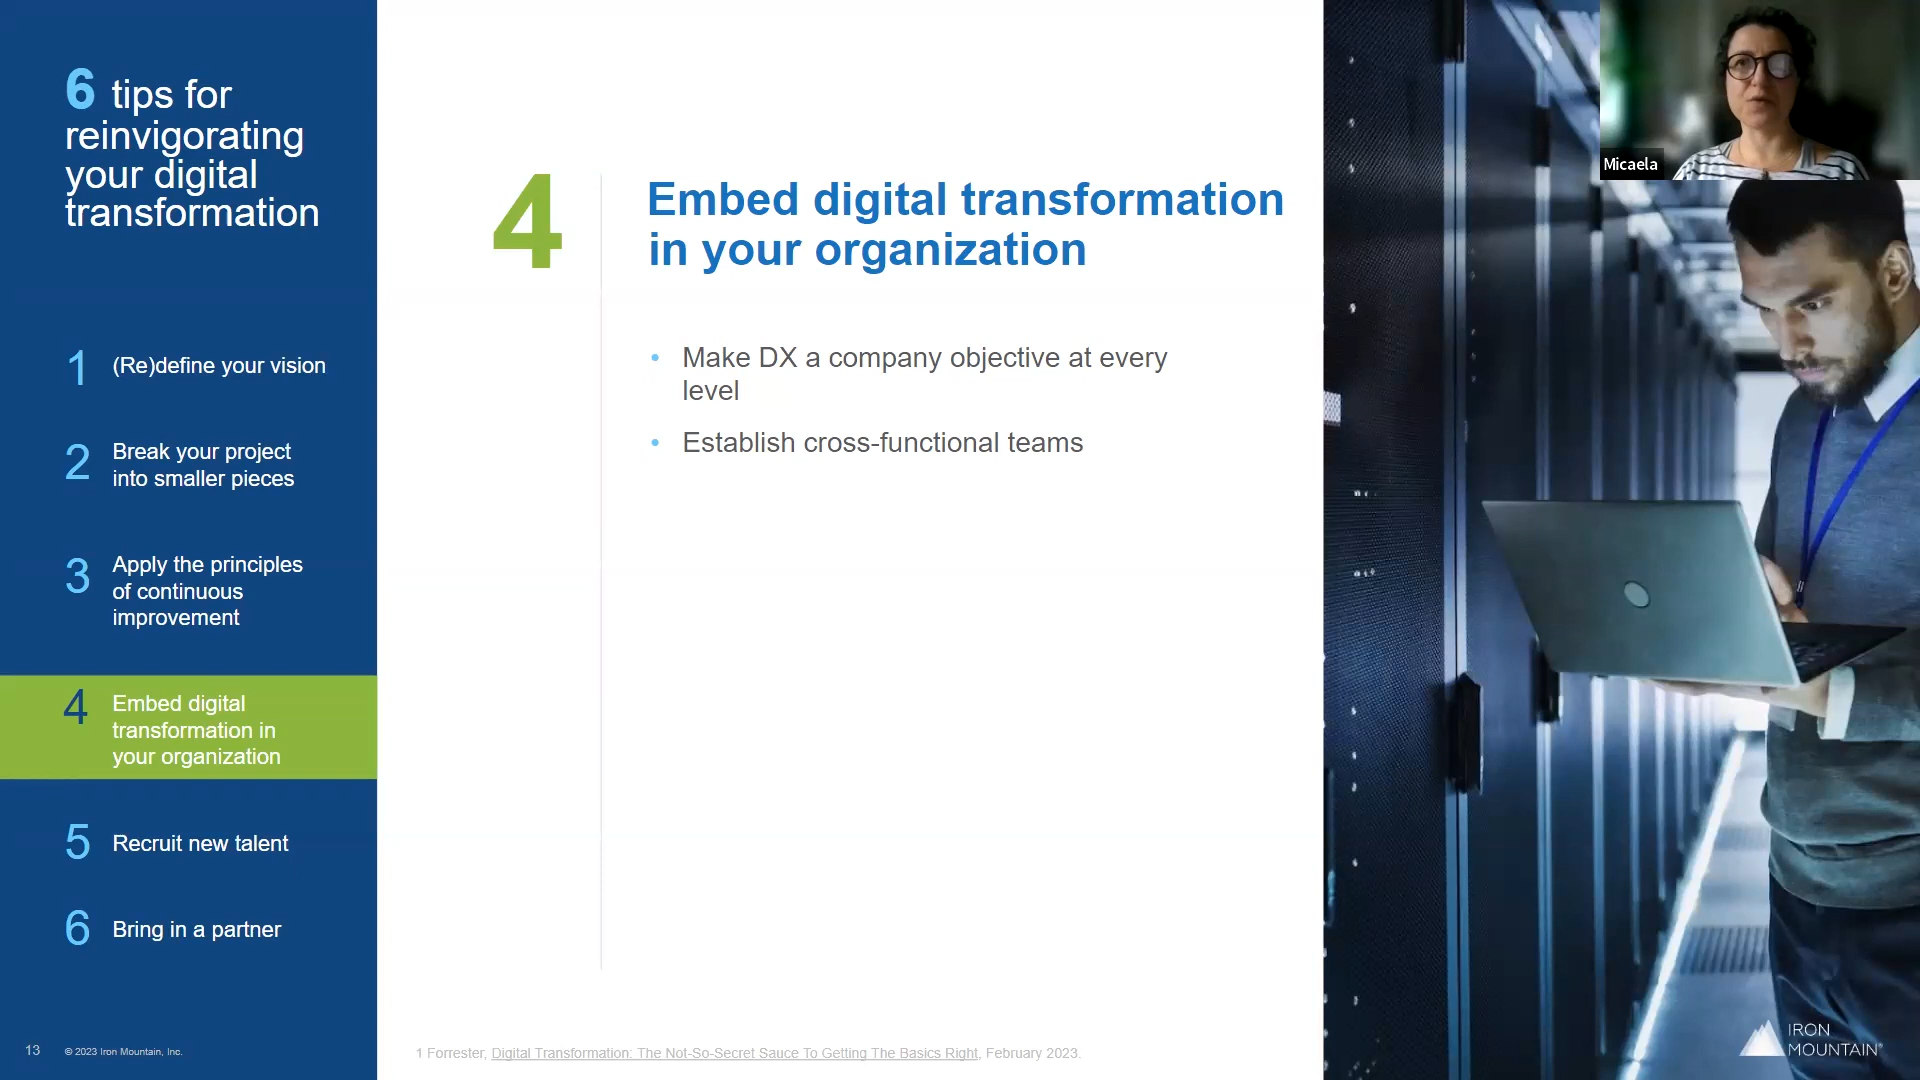 6 tips for
reinvigorating
your digital
transformation
1 (Re)define your vision
2 Break your project
into smaller pieces
3 Apply the principles
of continuous
improvement
4 Embed digital
transformation in
your organization
5 Recruit new talent
6 Bring in a partner
13 © 2023 Iron Mountain, Inc.
4 Embed digital transformation
in your organization
• Make DX a company objective at every
level
• Establish cross-functional teams
1 Forrester, Digital Transformation: The Not-So-Secret Sauce To Getting The Basics Right, February 2023.
Micaela
IRON
MOUNTAIN®